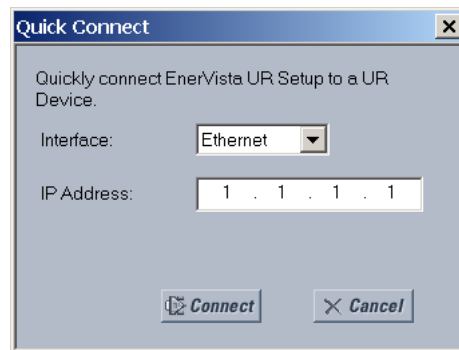 Quick Connect
Quickly connect EnerVista UR Setup to a UR
Device.
Interface: Ethernet
IP Address: 1 . 1 . 1 . 1
Connect Cancel